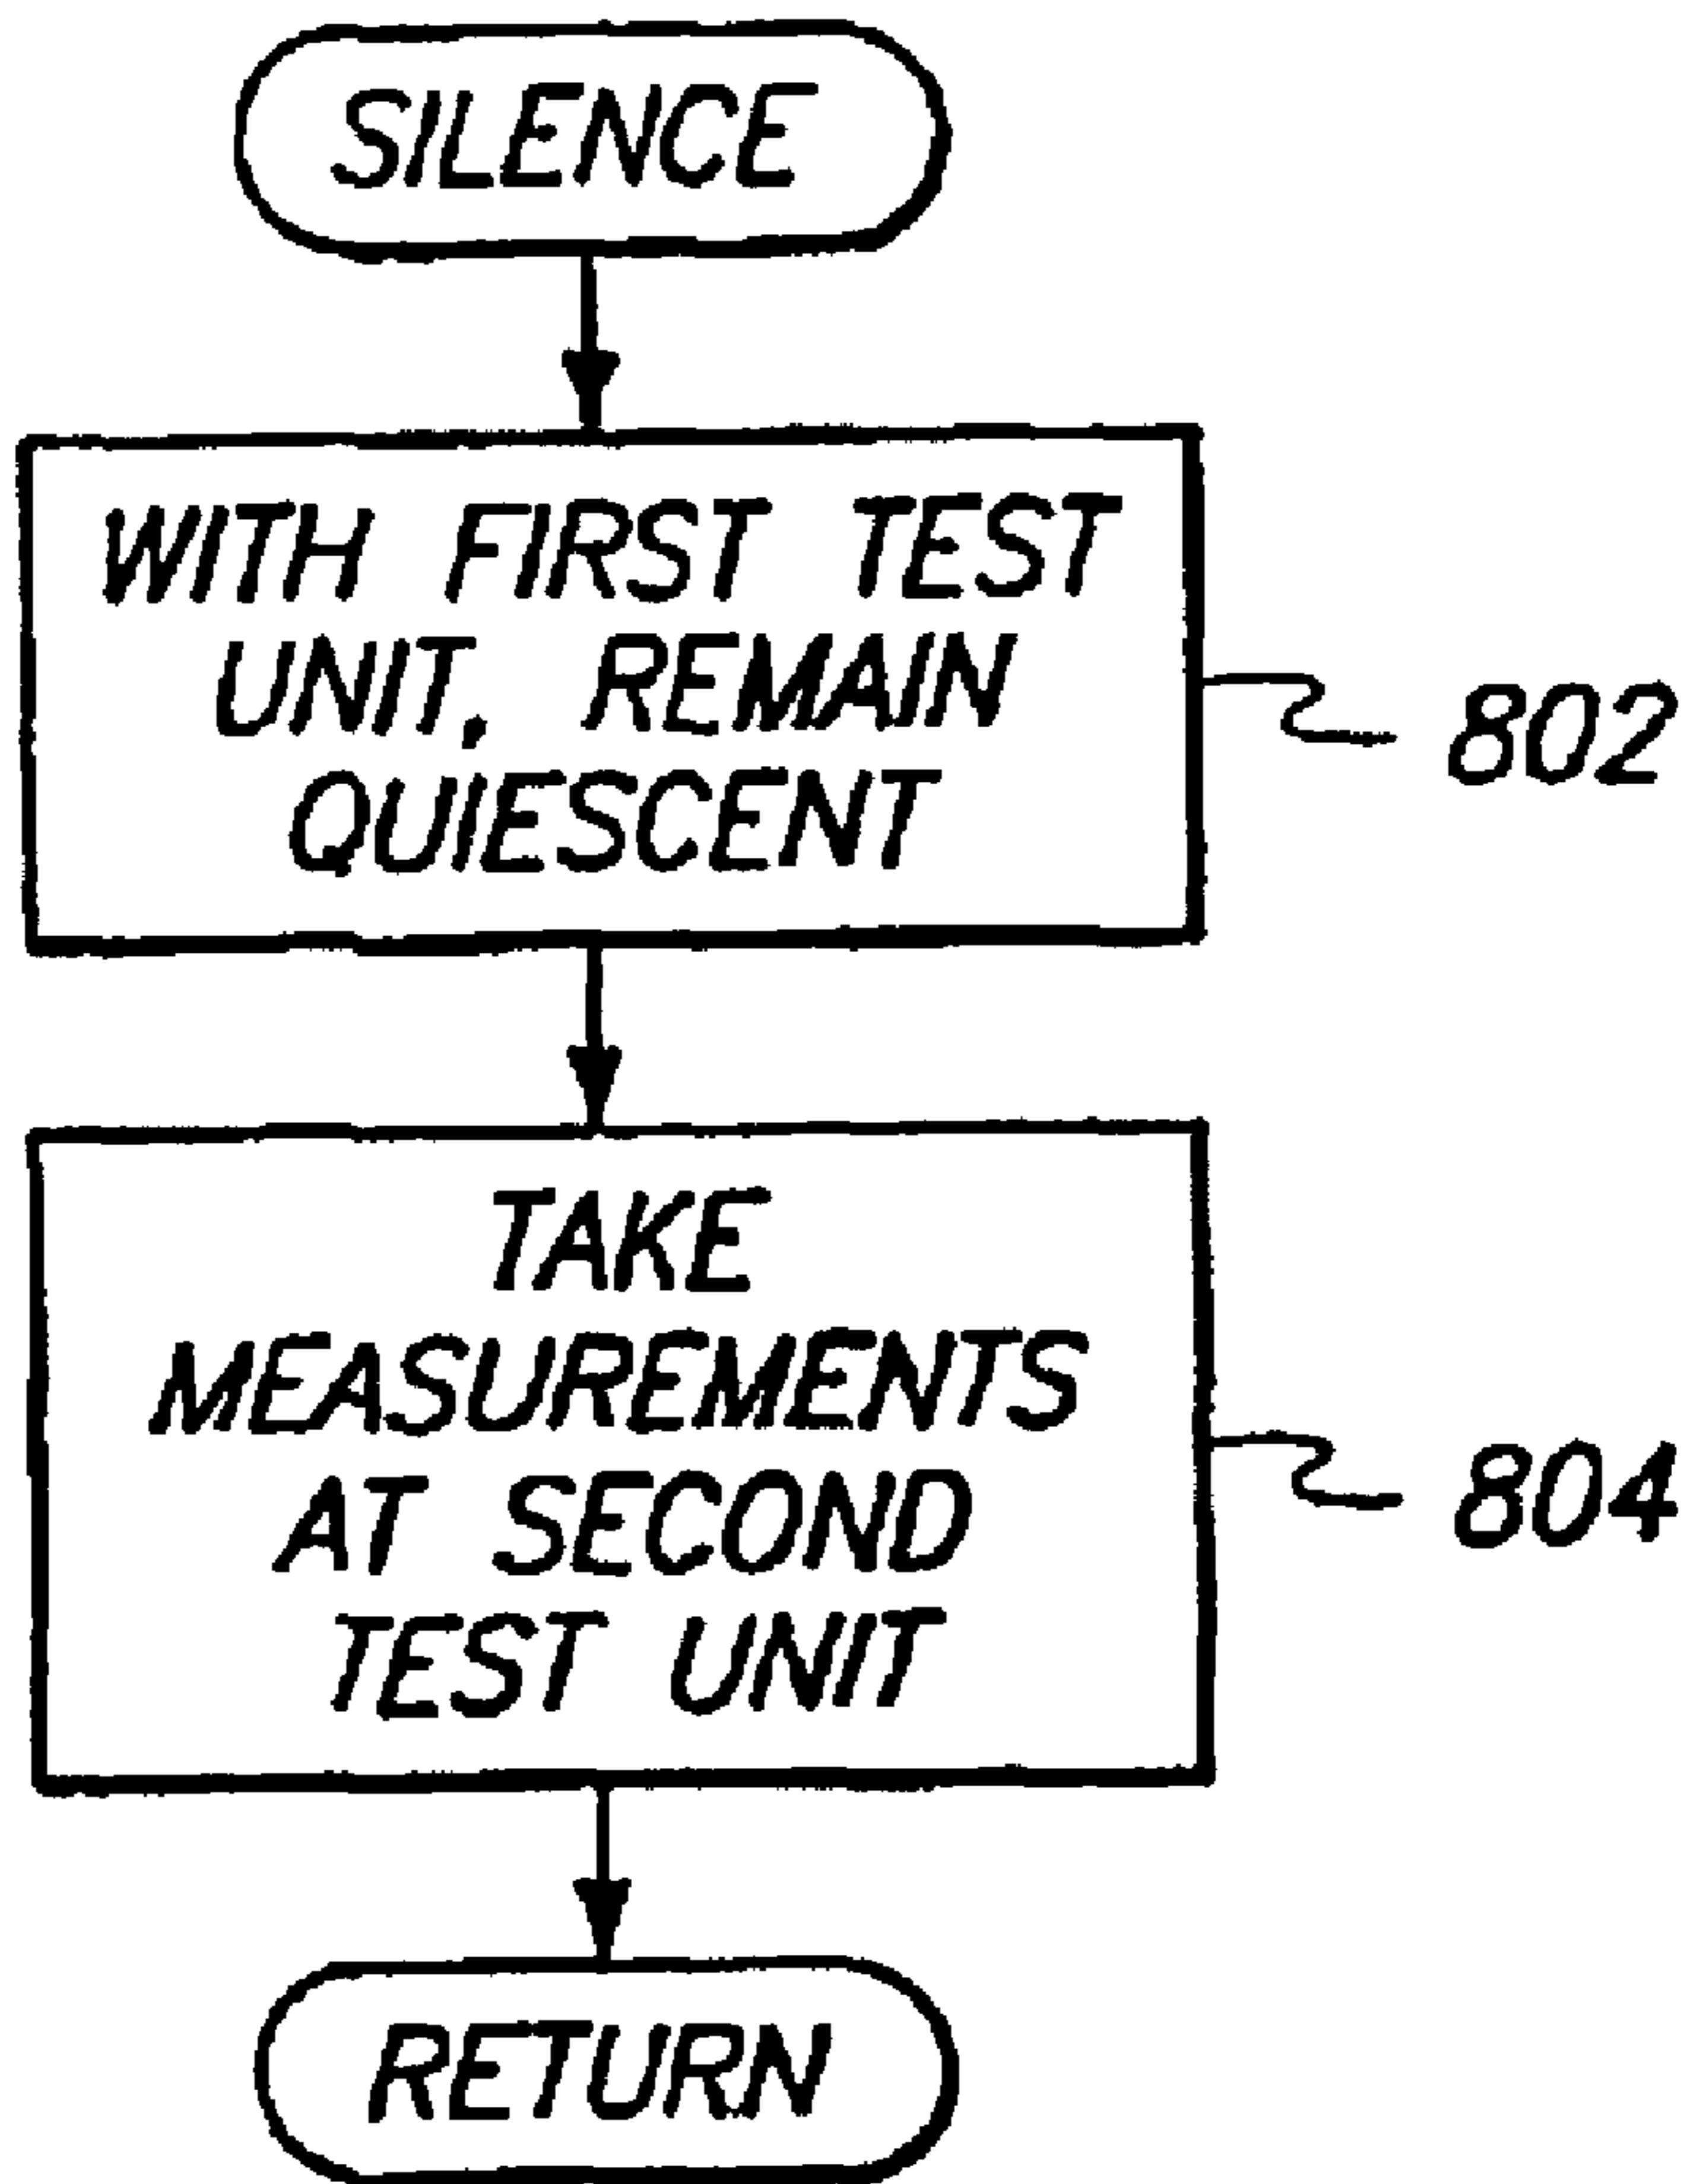 SILENCE
WITH FIRST TEST
UNIT, REMAIN
QUIESCENT
802
TAKE
MEASUREMENTS
AT SECOND
TEST UNIT
804
RETURN